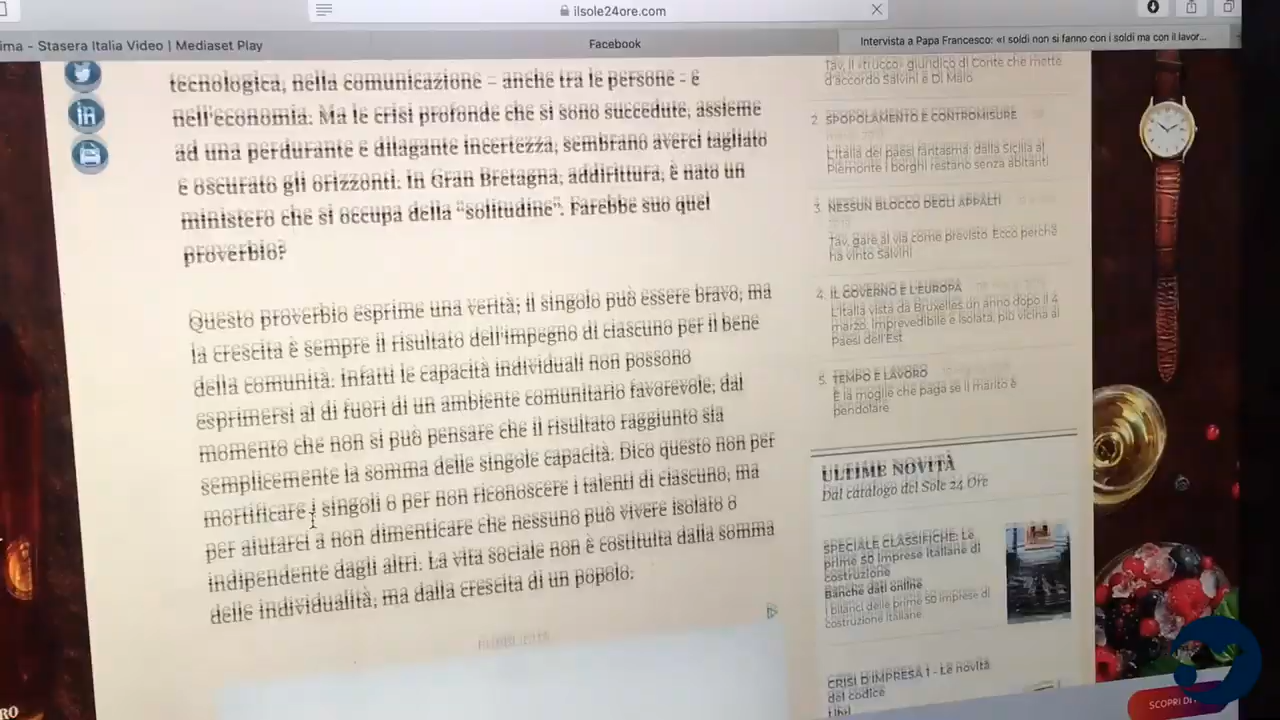 ilsole24ore.com
ima - Stasera Italia Video | Mediaset Play
Facebook
Intervista a Papa Francesco: «I soldi non si fanno con i soldi ma con il lavor...
tecnologica, nella comunicazione – anche tra le persone - e
nell'economia. Ma le crisi profonde che si sono succedute, assieme
ad una perdurante e dilagante incertezza, sembrano averci tagliato
e oscurato gli orizzonti. In Gran Bretagna, addirittura, è nato un
ministero che si occupa della “solitudine”. Farebbe suo quel
proverbio?
Questo proverbio esprime una verità; il singolo può essere bravo, ma
la crescita è sempre il risultato dell'impegno di ciascuno per il bene
della comunità. Infatti le capacità individuali non possono
esprimersi al di fuori di un ambiente comunitario favorevole, dal
momento che non si può pensare che il risultato raggiunto sia
semplicemente la somma delle singole capacità. Dico questo non per
mortificare i singoli o per non riconoscere i talenti di ciascuno, ma
per aiutarci a non dimenticare che nessuno può vivere isolato o
indipendente dagli altri. La vita sociale non è costituita dalla somma
delle individualità, ma dalla crescita di un popolo.
Tav, il «trucco» giuridico di Conte che mette
d'accordo Salvini e Di Maio
2. SPOPOLAMENTO E CONTROMISURE
L'Italia dei paesi fantasma: dalla Sicilia al
Piemonte i borghi restano senza abitanti
3. NESSUN BLOCCO DEGLI APPALTI
Tav, gare al via come previsto. Ecco perché
ha vinto Salvini
4. IL GOVERNO E L'EUROPA
L'Italia vista da Bruxelles un anno dopo il 4
marzo. Imprevedibile e isolata, più vicina ai
Paesi dell'Est
5. TEMPO E LAVORO
È la moglie che paga se il marito è
pendolare
ULTIME NOVITÀ
Dal catalogo del Sole 24 Ore
SPECIALE CLASSIFICHE: Le
prime 50 Imprese Italiane di
costruzione
Banche dati online
I bilanci delle prime 50 imprese di
costruzione italiane
CRISI D'IMPRESA 1 - Le novità
del codice
Libri
SCOPRI DI
RO